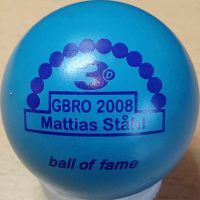 3D
GBRO 2008
Mattias Ståhl
ball of fame